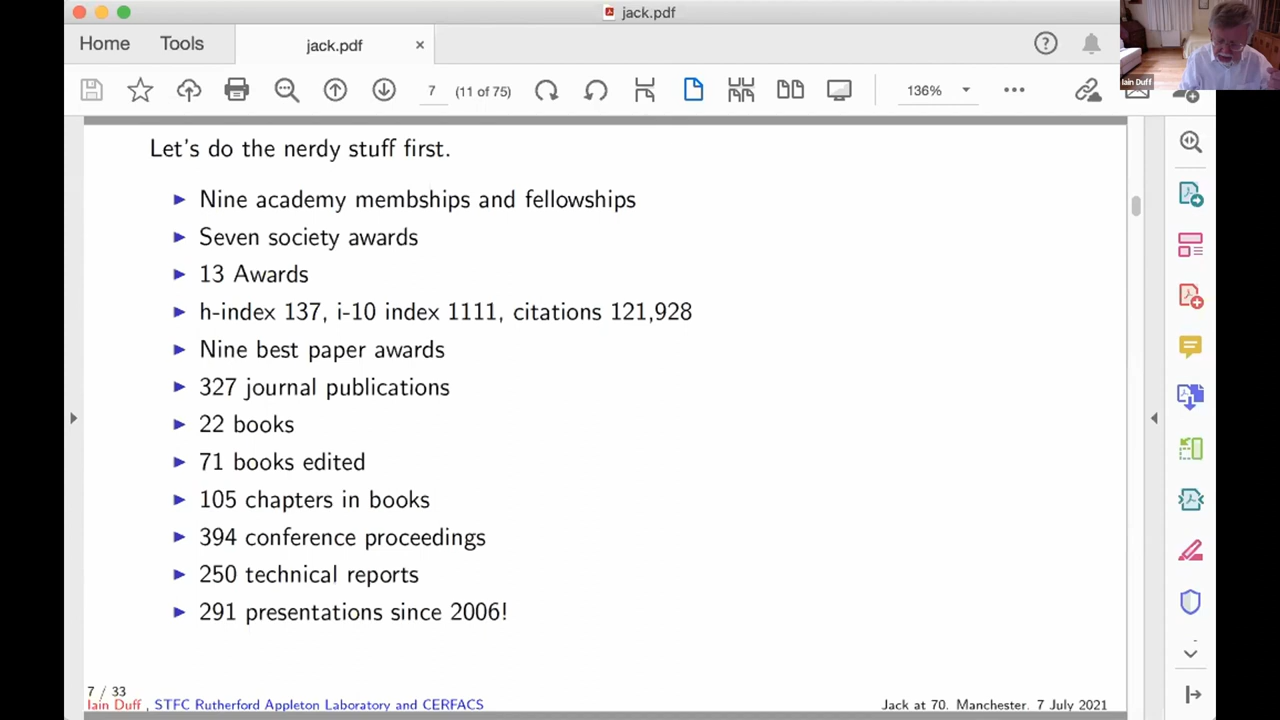 jack.pdf
Home
Tools
jack.pdf
7
(11 of 75)
136%
Iain Duff
Let's do the nerdy stuff first.
Nine academy membships and fellowships
Seven society awards
13 Awards
h-index 137, i-10 index 1111, citations 121,928
Nine best paper awards
327 journal publications
22 books
71 books edited
105 chapters in books
394 conference proceedings
250 technical reports
291 presentations since 2006!
7 / 33
Iain Duff , STFC Rutherford Appleton Laboratory and CERFACS
Jack at 70. Manchester. 7 July 2021